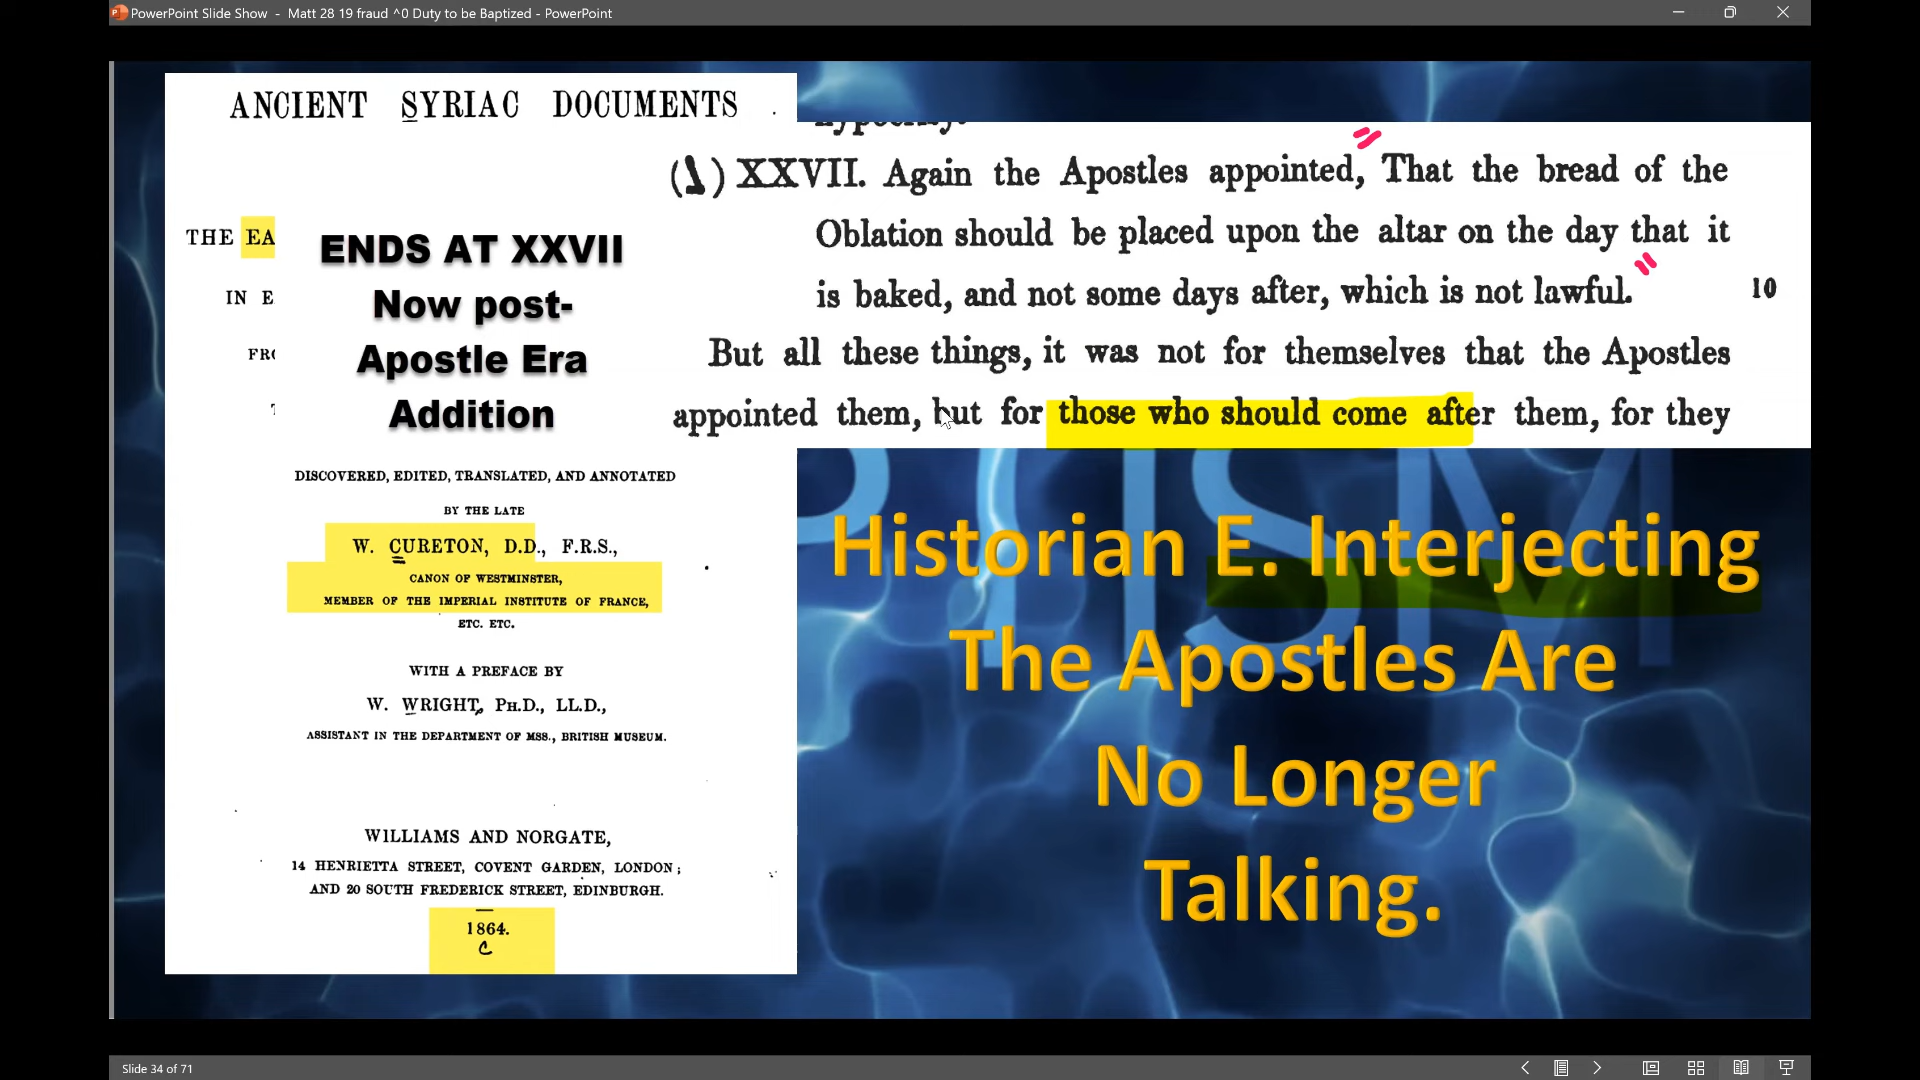 PowerPoint Slide Show - Matt 28 19 fraud ^0 Duty to be Baptized - PowerPoint
ANCIENT SYRIAC DOCUMENTS
THE EA
IN E
FRO
ENDS AT XXVII
Now post-
Apostle Era
Addition
DISCOVERED, EDITED, TRANSLATED, AND ANNOTATED
BY THE LATE
W. CURETON, D.D., F.R.S.,
CANON OF WESTMINSTER,
MEMBER OF THE IMPERIAL INSTITUTE OF FRANCE,
ETC. ETC.
WITH A PREFACE BY
W. WRIGHT, PH.D., LL.D.,
ASSISTANT IN THE DEPARTMENT OF MSS., BRITISH MUSEUM.
WILLIAMS AND NORGATE,
14 HENRIETTA STREET, COVENT GARDEN, LONDON;
AND 20 SOUTH FREDERICK STREET, EDINBURGH.
1864.
hypocrisy.
XXVII. Again the Apostles appointed, That the bread of the
Oblation should be placed upon the altar on the day that it
is baked, and not some days after, which is not lawful. 10
But all these things, it was not for themselves that the Apostles
appointed them, but for those who should come after them, for they
Historian E. Interjecting
The Apostles Are
No Longer
Talking.
Slide 34 of 71